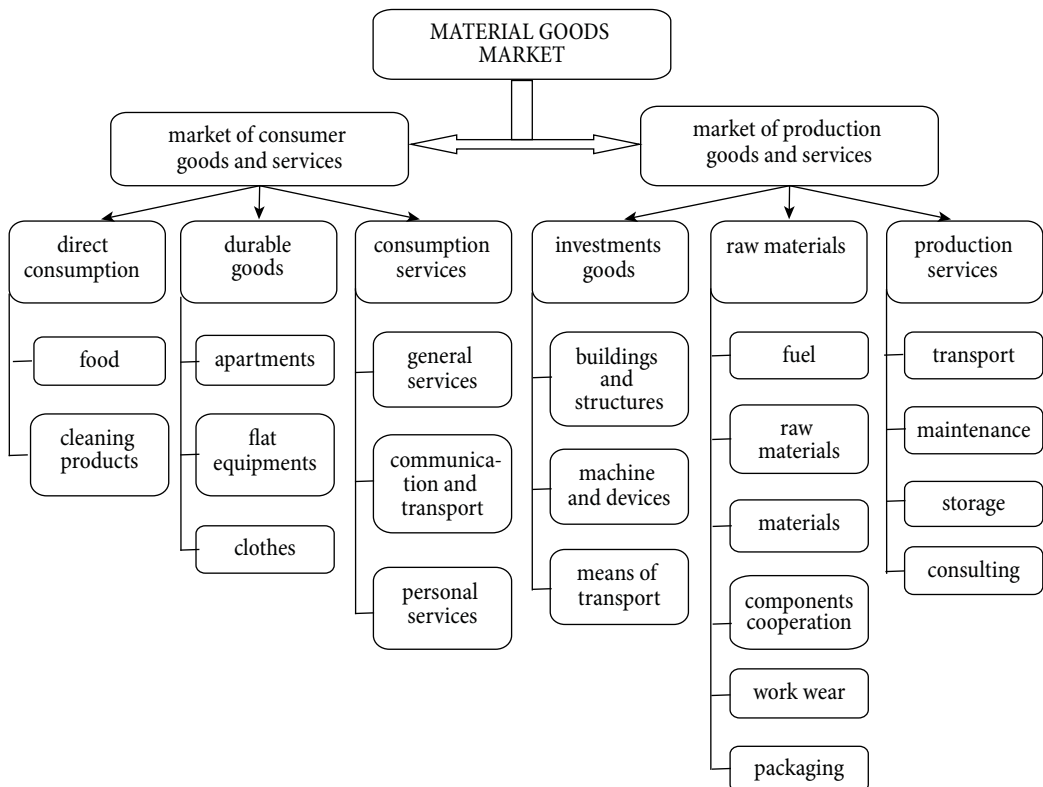 MATERIAL GOODS
MARKET
market of consumer
goods and services
market of production
goods and services
direct
consumption
durable
goods
consumption
services
investments
goods
raw materials
production
services
food
cleaning
products
apartments
flat
equipments
clothes
general
services
communica-
tion and
transport
personal
services
buildings
and
structures
machine
and devices
means of
transport
fuel
raw
materials
materials
components
cooperation
work wear
packaging
transport
maintenance
storage
consulting